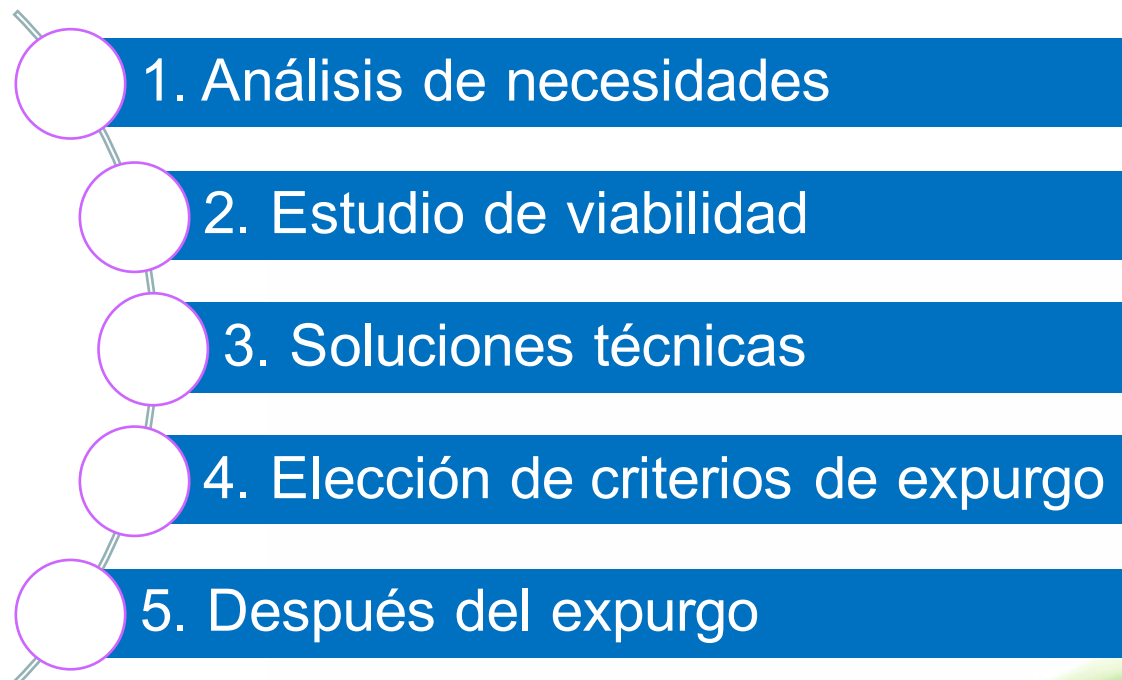 1. Análisis de necesidades
2. Estudio de viabilidad
3. Soluciones técnicas
4. Elección de criterios de expurgo
5. Después del expurgo